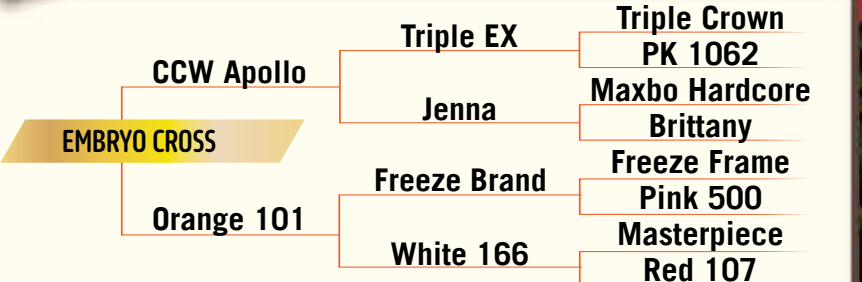 Triple Crown
Triple EX
PK 1062
CCW Apollo
Maxbo Hardcore
Jenna
Brittany
EMBRYO CROSS
Freeze Frame
Freeze Brand
Pink 500
Orange 101
Masterpiece
White 166
Red 107